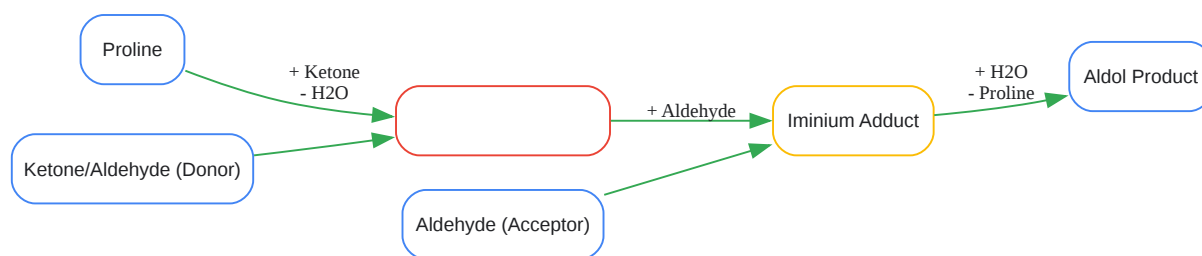 Proline
+ Ketone
- H2O
Ketone/Aldehyde (Donor)
+ Aldehyde
Aldehyde (Acceptor)
Iminium Adduct
+ H2O
- Proline
Aldol Product